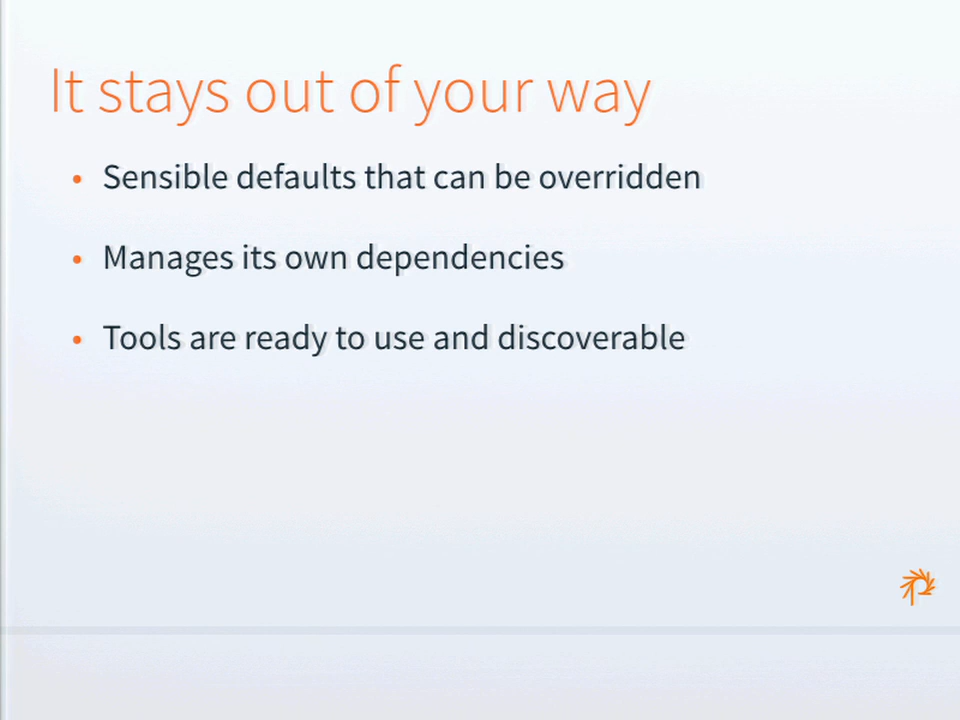 It stays out of your way
• Sensible defaults that can be overridden
• Manages its own dependencies
• Tools are ready to use and discoverable